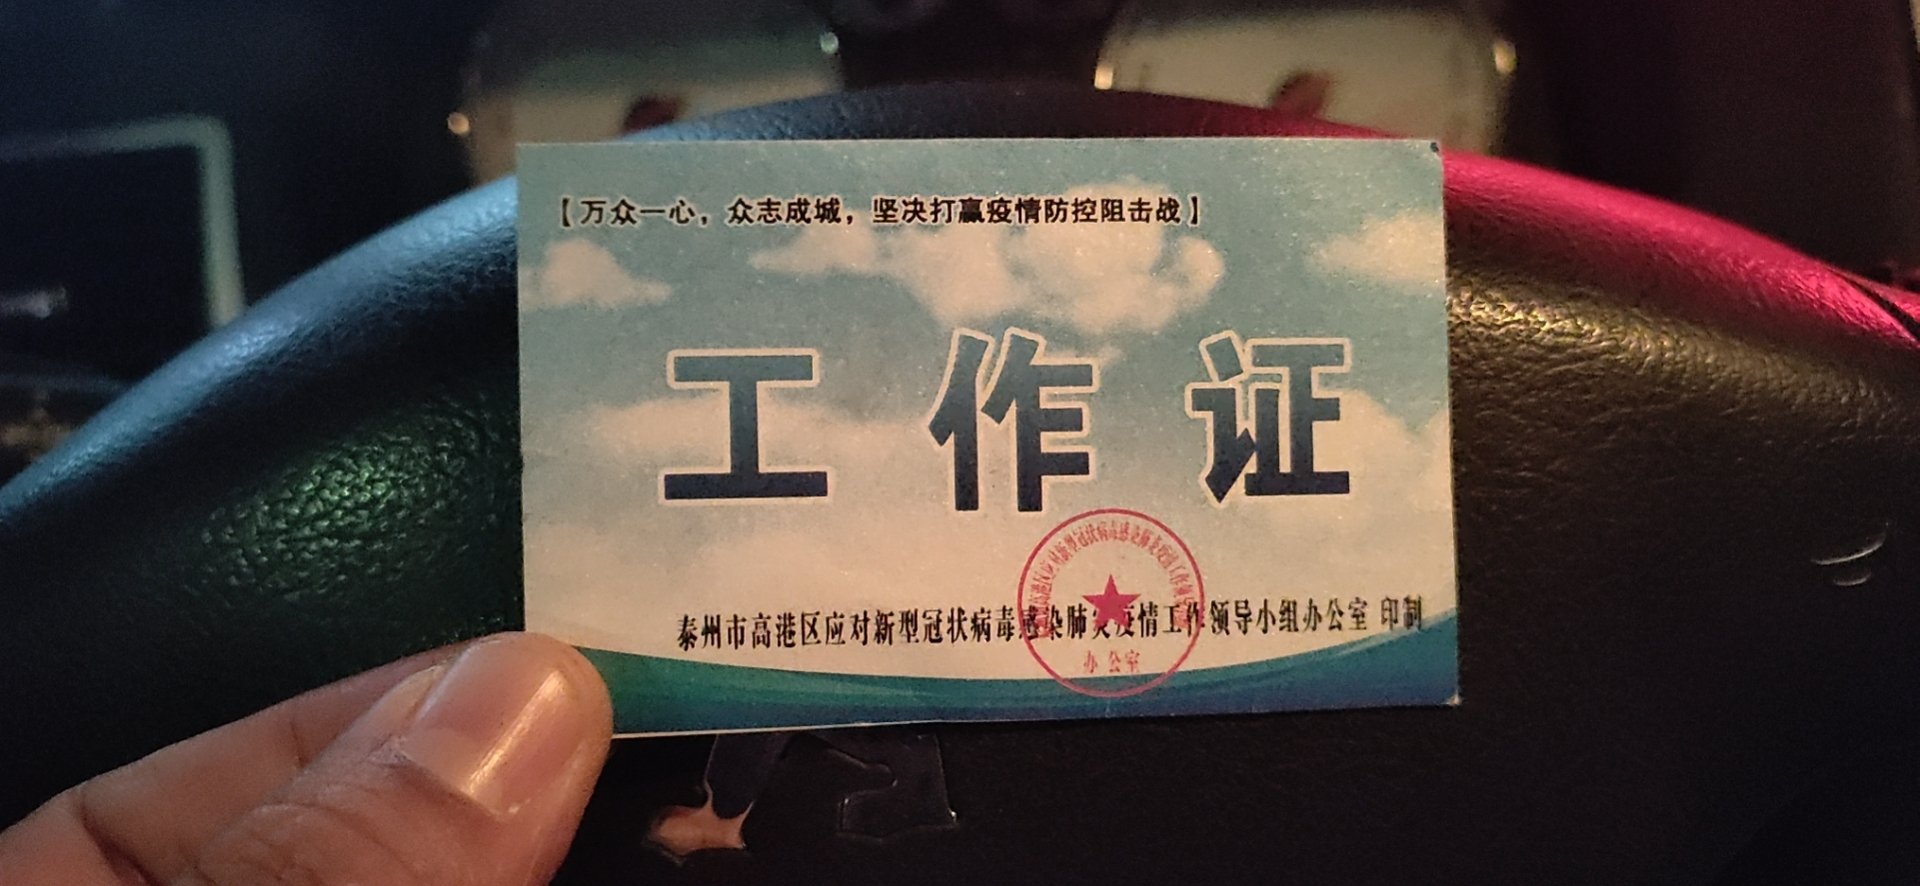 【万众一心，众志成城，坚决打赢疫情防控阻击战】
工作证
泰州市高港区应对新型冠状病毒感染肺炎疫情工作领导小组办公室 印制
办公室